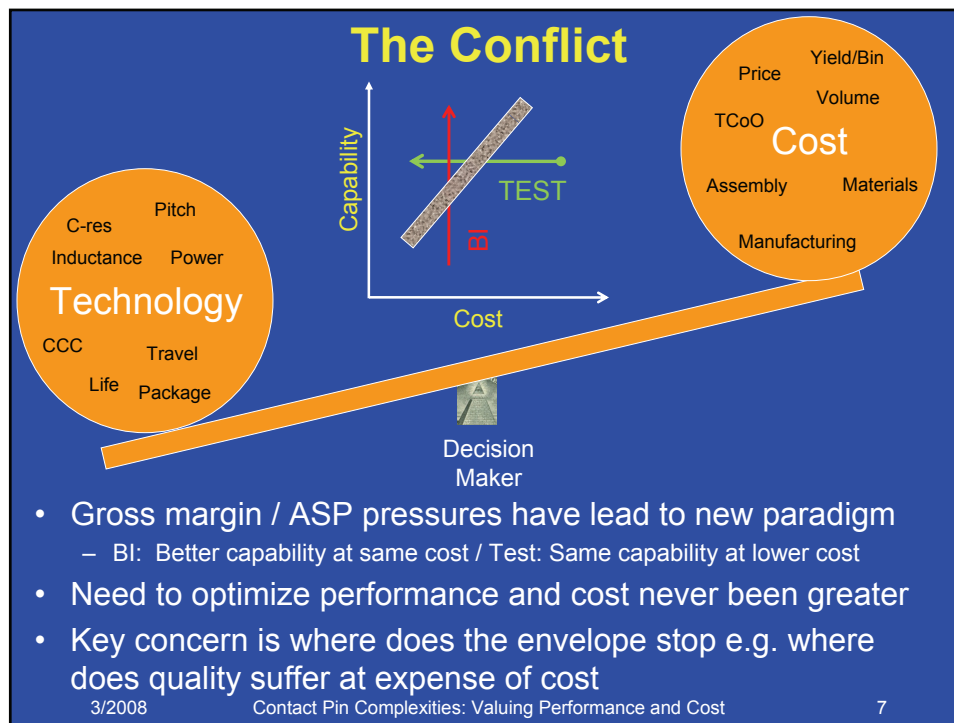 The Conflict
Capability
BI
TEST
Cost
Technology
C-res
Pitch
Inductance
Power
CCC
Travel
Life
Package
Cost
Price
Yield/Bin
Volume
TCoO
Assembly
Materials
Manufacturing
Decision
Maker
• Gross margin / ASP pressures have lead to new paradigm
– BI: Better capability at same cost / Test: Same capability at lower cost
• Need to optimize performance and cost never been greater
• Key concern is where does the envelope stop e.g. where
does quality suffer at expense of cost
3/2008 Contact Pin Complexities: Valuing Performance and Cost 7